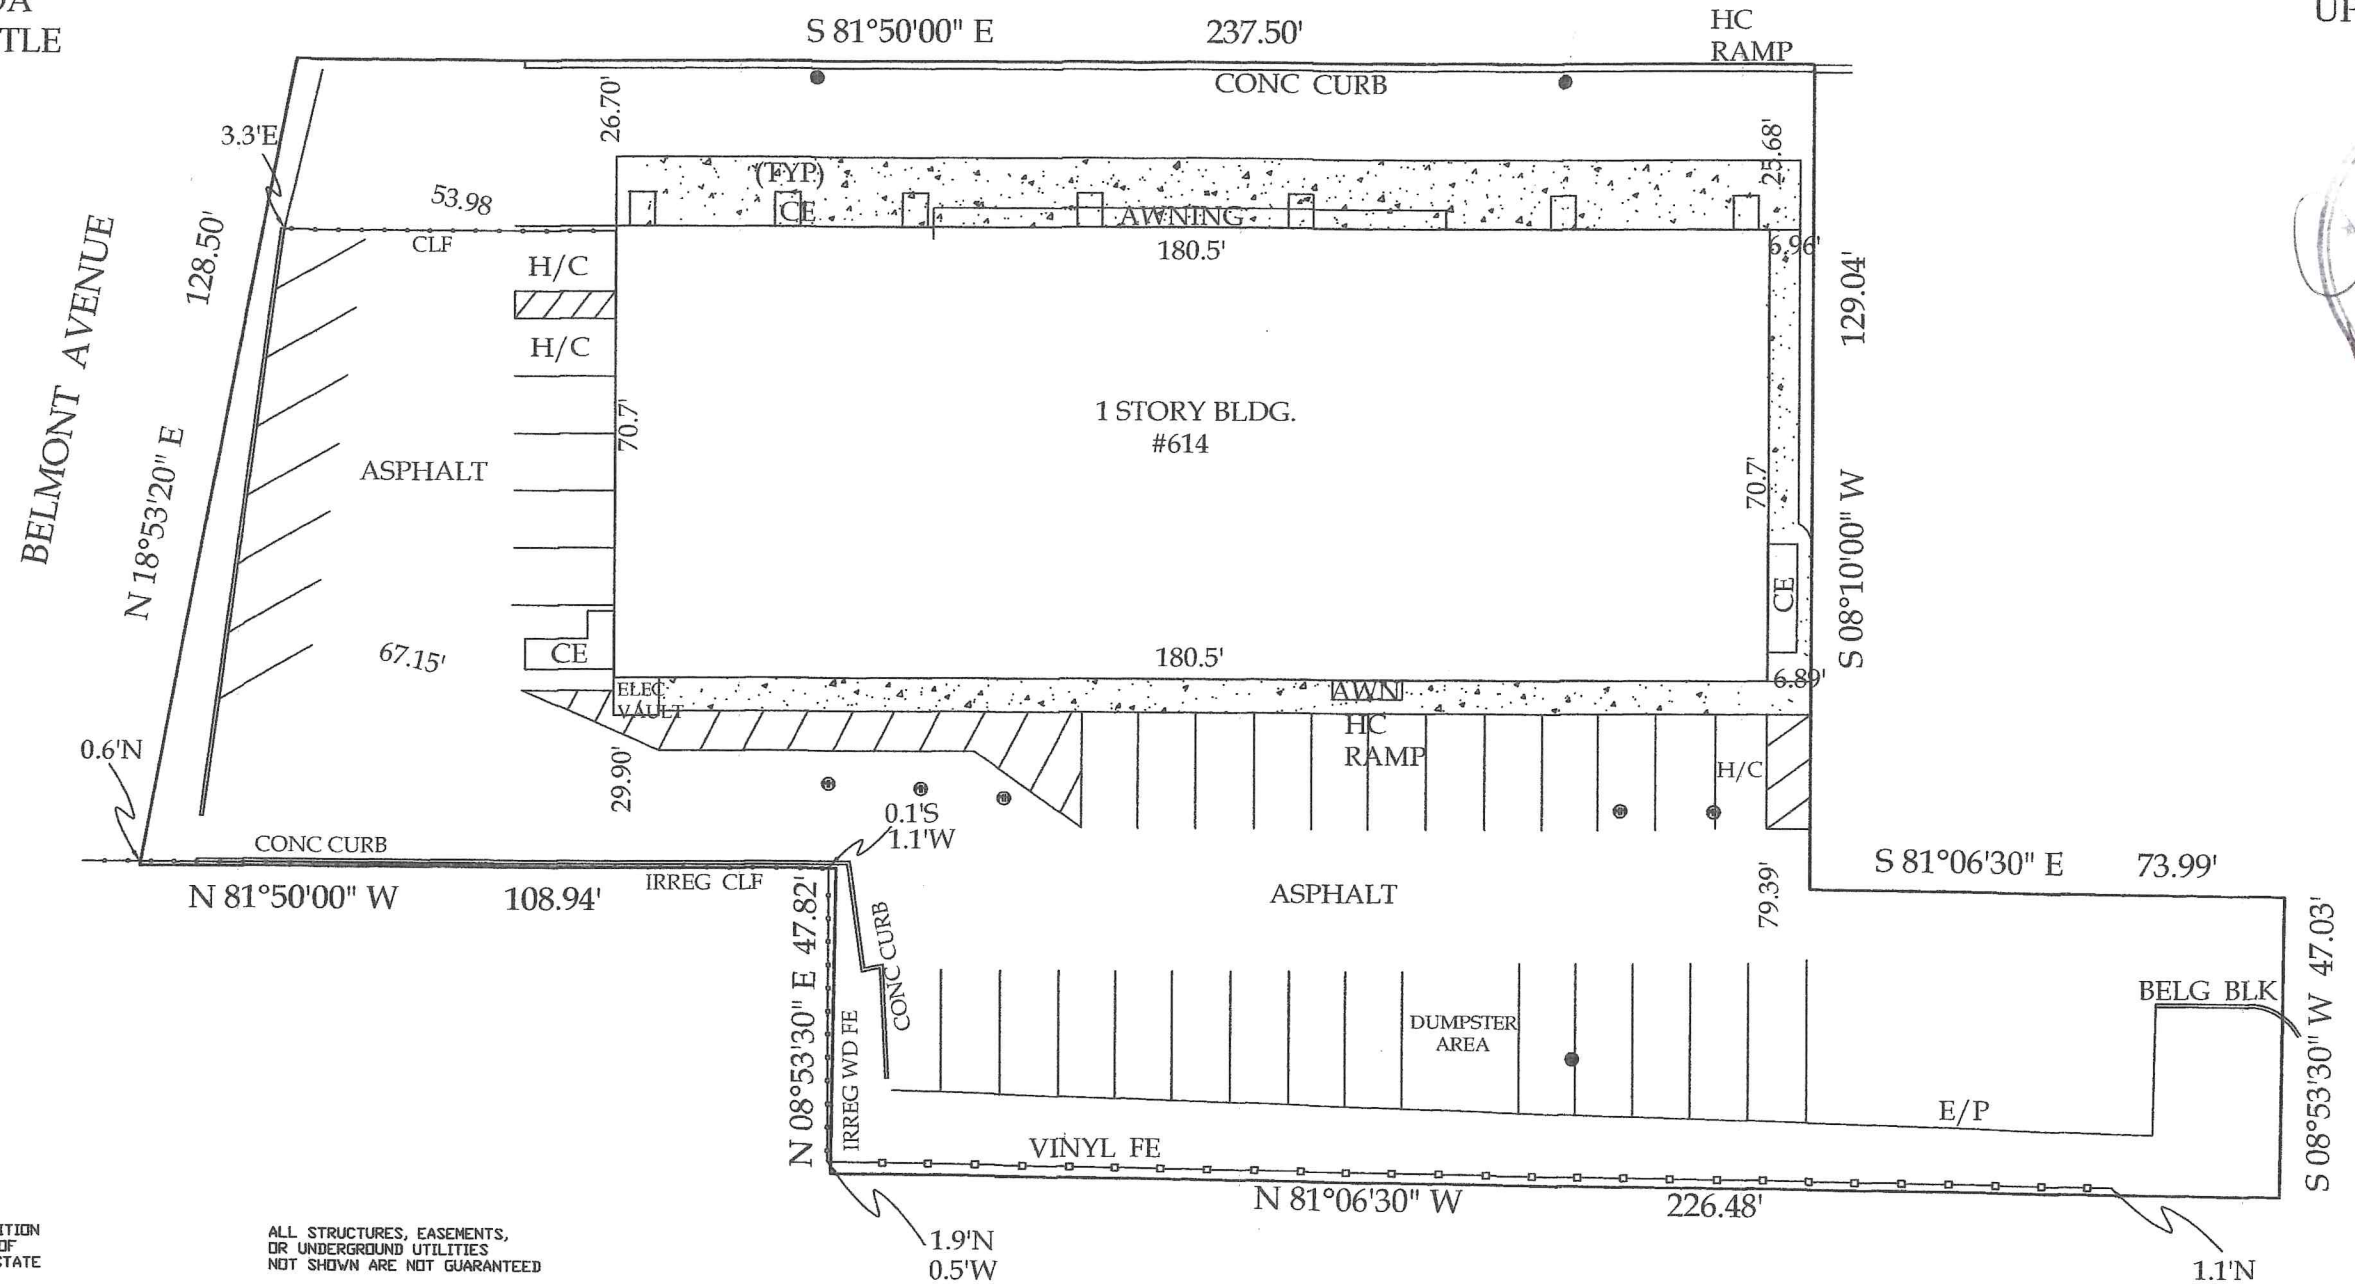 TLE
S 81°50'00" E 237.50'
HC
RAMP
CONC CURB
26.70'
25.68'
3.3'E
(TYP)
CE
AWNING
53.98
CLF
180.5'
6.96'
H/C
H/C
128.50'
129.04'
BELMONT AVENUE
N 18°53'20" E
1 STORY BLDG.
#614
70.7'
70.7'
ASPHALT
S 08°10'00" W
CE
67.15'
CE
180.5'
6.89'
ELEC
VAULT
AWN
HC
RAMP
H/C
0.6'N
29.90'
0.1'S
1.1'W
CONC CURB
IRREG CLF
N 81°50'00" W 108.94'
S 81°06'30" E 73.99'
ASPHALT
79.39'
N 08°53'30" E 47.82'
CONC CURB
IRREG WD FE
DUMPSTER
AREA
BELG BLK
S 08°53'30" W 47.03'
E/P
VINYL FE
N 81°06'30" W 226.48'
1.9'N
0.5'W
1.1'N
ITION
OF
STATE
ALL STRUCTURES, EASEMENTS,
OR UNDERGROUND UTILITIES
NOT SHOWN ARE NOT GUARANTEED